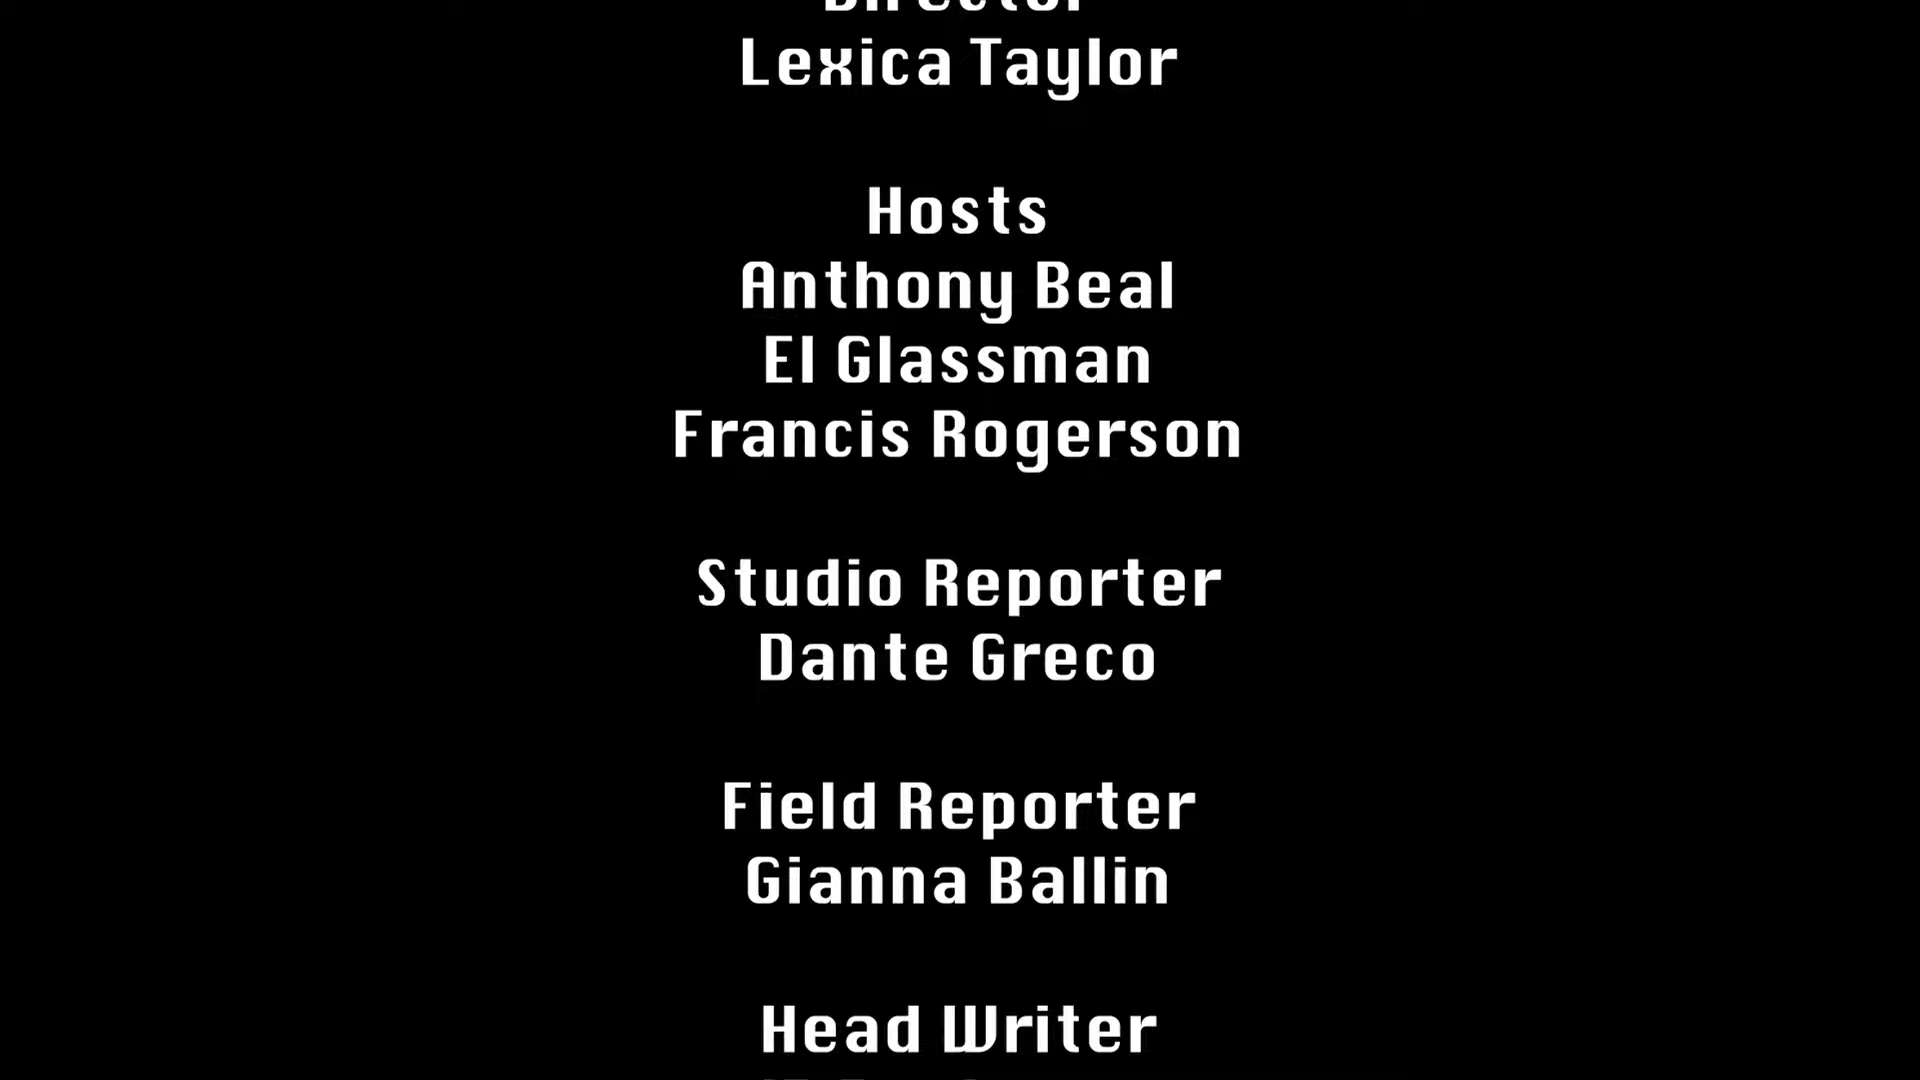 Director
Lexica Taylor
Hosts
Anthony Beal
El Glassman
Francis Rogerson
Studio Reporter
Dante Greco
Field Reporter
Gianna Ballin
Head Writer